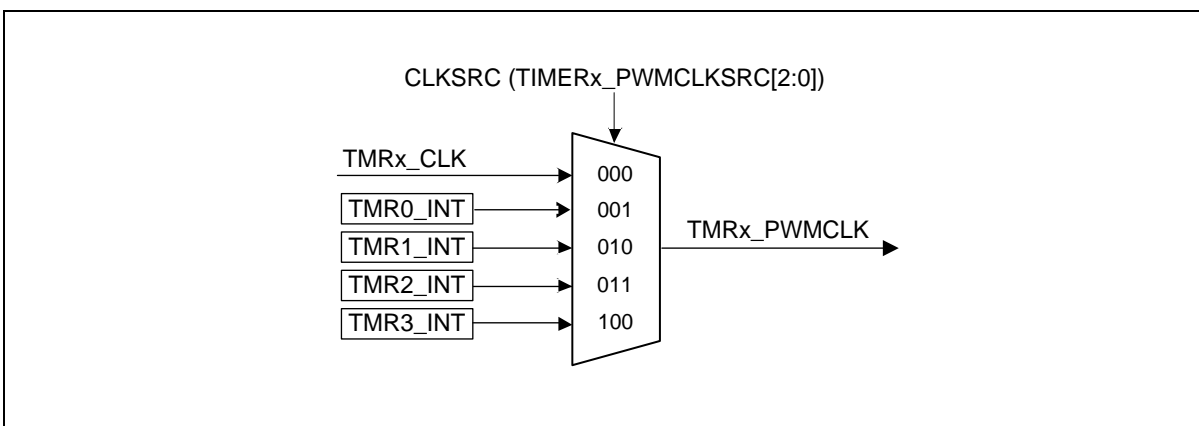 CLKSRC (TIMERx_PWMCLKSRC[2:0])
TMRx_CLK
000
TMR0_INT
001
TMRx_PWMCLK
TMR1_INT
010
TMR2_INT
011
TMR3_INT
100